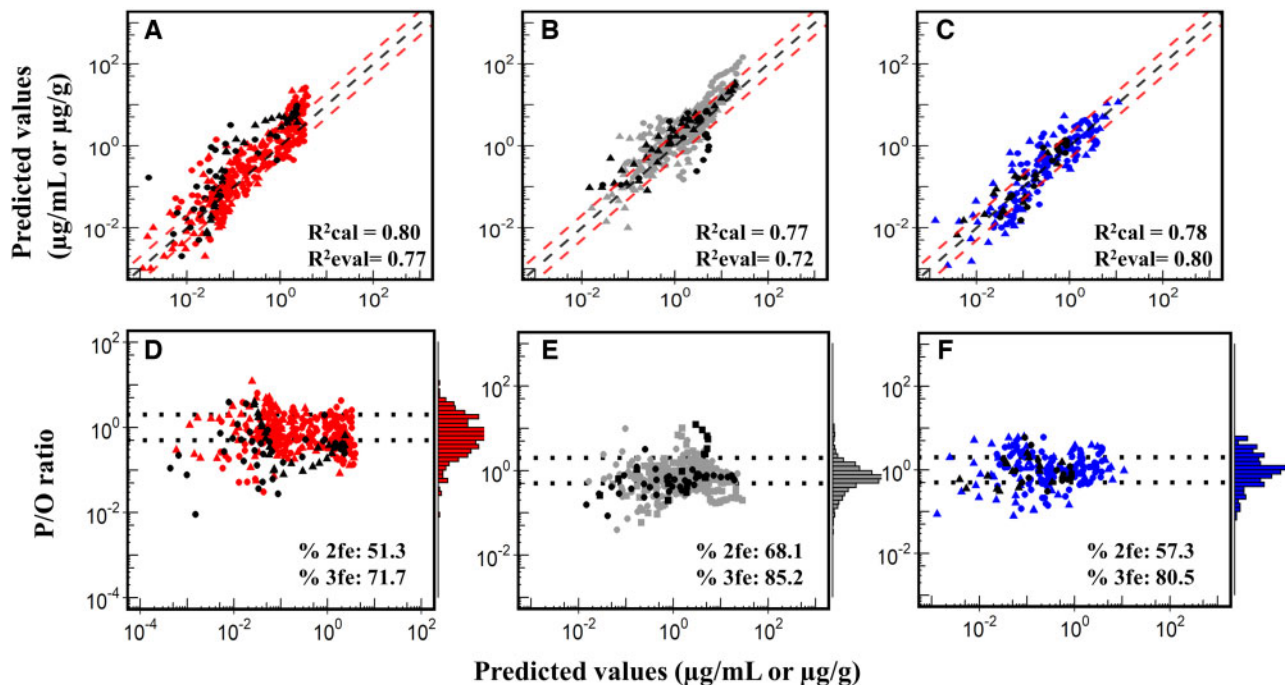 A
B
C
Predicted values
(µg/mL or µg/g)
10²
10⁰
10⁻²
R²cal = 0.80
R²eval= 0.77
10²
10⁰
10⁻²
R²cal = 0.77
R²eval= 0.72
10²
10⁰
10⁻²
R²cal = 0.78
R²eval= 0.80
10⁻² 10⁰ 10²
10⁻² 10⁰ 10²
10⁻² 10⁰ 10²
D
E
F
P/O ratio
10²
10⁰
10⁻²
10⁻⁴
% 2fe: 51.3
% 3fe: 71.7
10²
10⁰
10⁻²
% 2fe: 68.1
% 3fe: 85.2
10²
10⁰
10⁻²
% 2fe: 57.3
% 3fe: 80.5
10⁻⁴ 10⁻² 10⁰ 10²
10⁻² 10⁰ 10²
10⁻² 10⁰ 10²
Predicted values (µg/mL or µg/g)